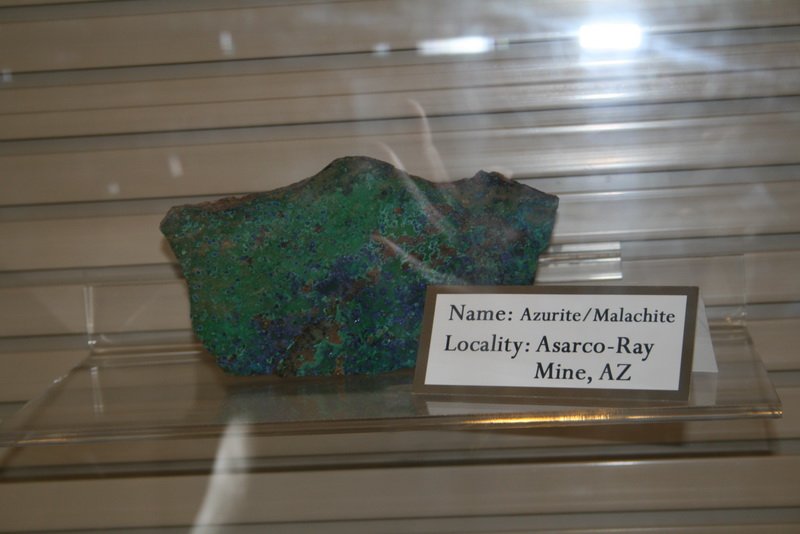 Name: Azurite/Malachite
Locality: Asarco-Ray
Mine, AZ